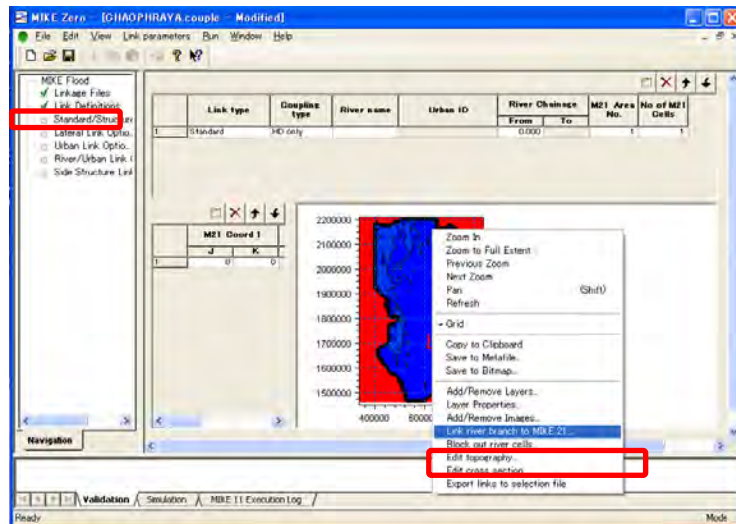 MIKE Zero - [CHAOPHRAYA.couple - Modified]
File Edit View Link parameters Run Window Help
MIKE Flood
Linkage Files
Link Definitions
Standard/Structure
Lateral Link Optio..
Urban Link Optio..
River/Urban Link (
Side Structure Link
Navigation
Link type Coupling type River name Urban ID River Chainage From To M21 Area No. No of M21 Cells
1 Standard HD only 0.000 1 1
M21 Coord 1
J K
1 0 0
2200000
2100000
2000000
1900000
1800000
1700000
1600000
1500000
400000
Zoom In
Zoom to Full Extent
Previous Zoom
Next Zoom
Pan (Shift)
Refresh
Grid
Copy to Clipboard
Save to Metafile..
Save to Bitmap..
Add/Remove Layers..
Layer Properties..
Add/Remove Images..
Link river branch to MIKE 21...
Block out river cells..
Edit topography..
Edit cross section..
Export links to selection file
Validation Simulation MIKE 11 Execution Log
Ready Mode